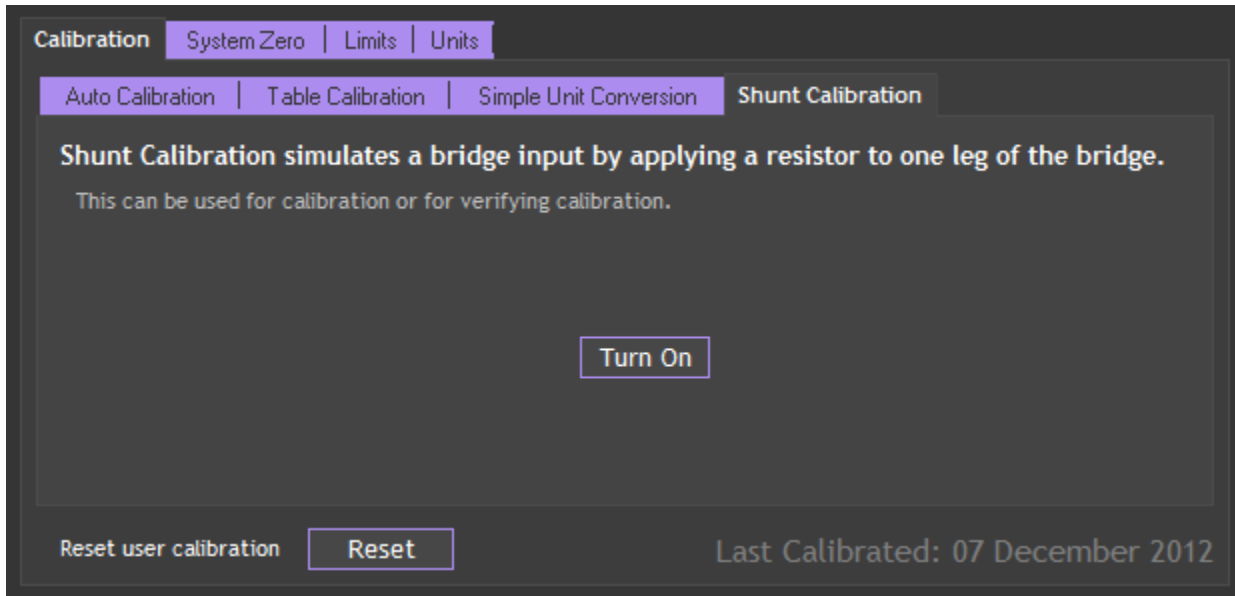 Calibration System Zero | Limits | Units
Auto Calibration | Table Calibration | Simple Unit Conversion Shunt Calibration
Shunt Calibration simulates a bridge input by applying a resistor to one leg of the bridge.
This can be used for calibration or for verifying calibration.
Turn On
Reset user calibration Reset Last Calibrated: 07 December 2012